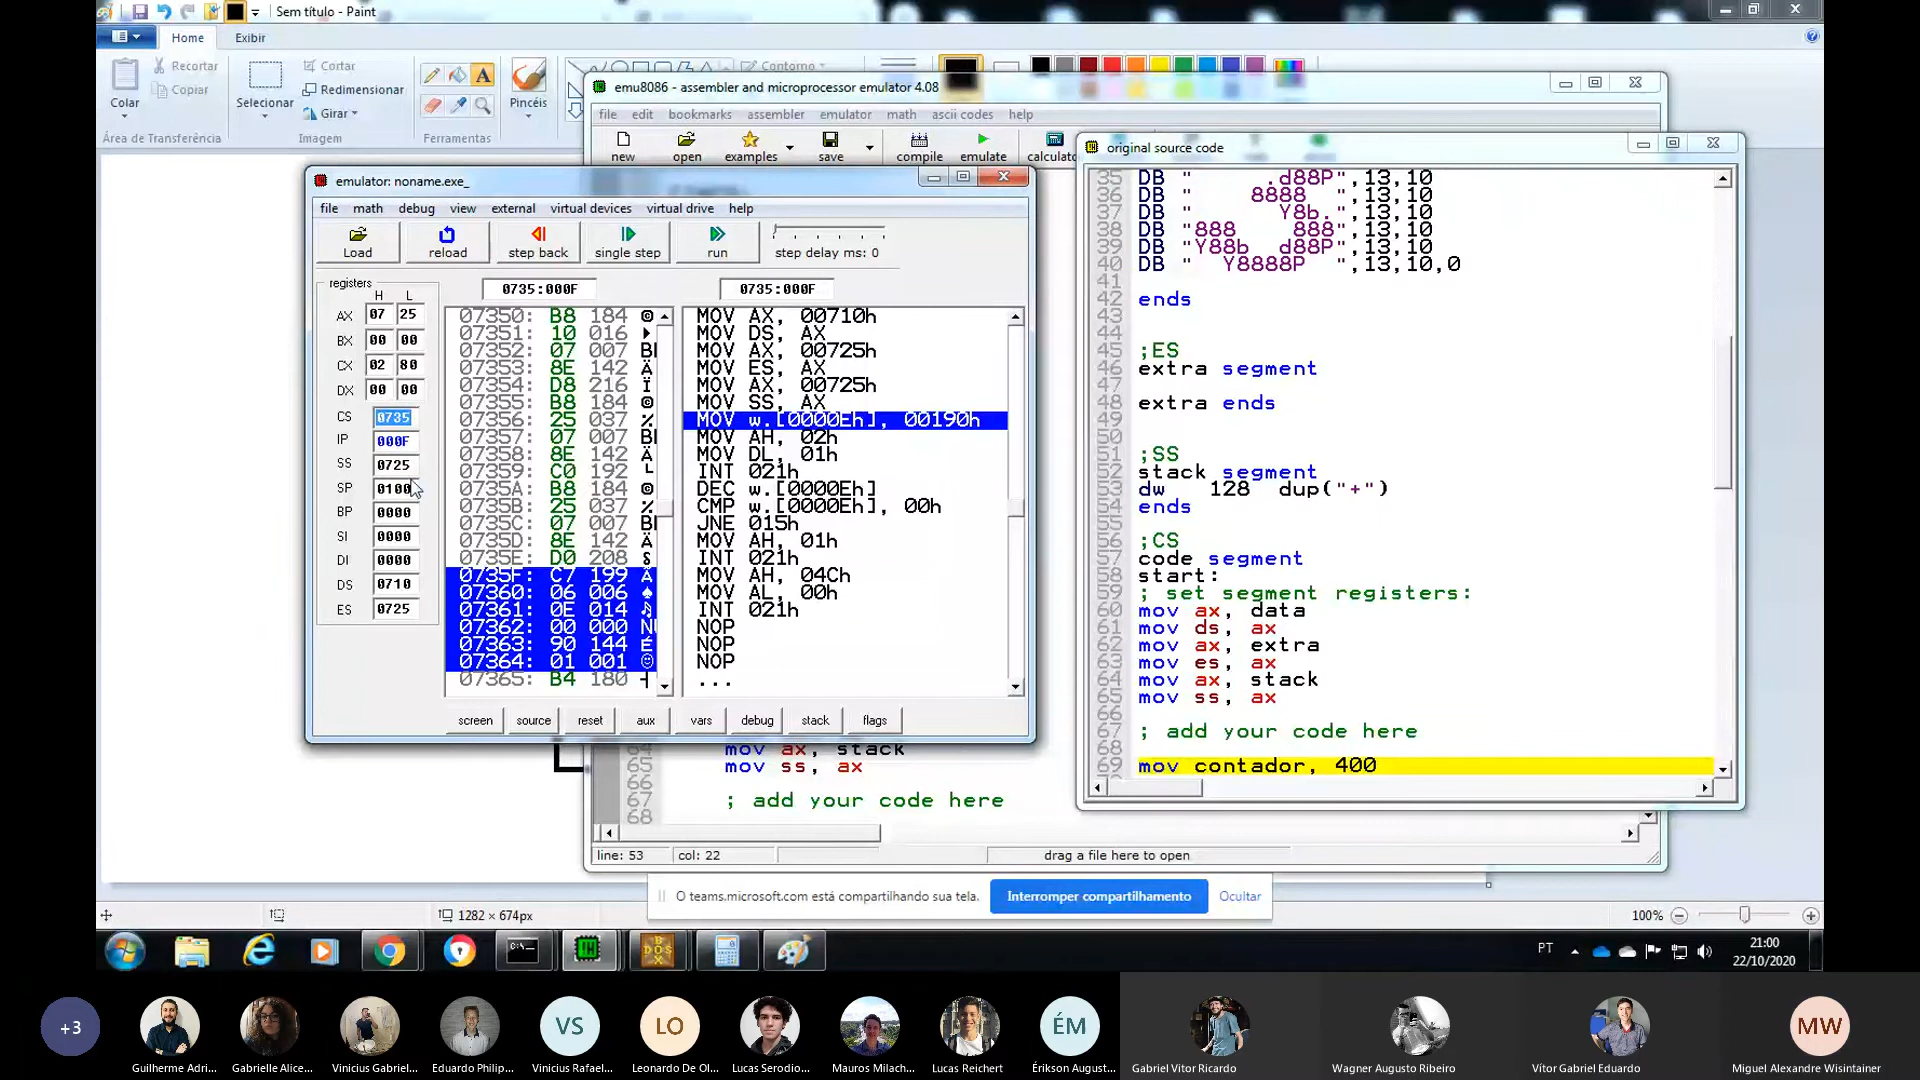 Sem título - Paint
Home
Exibir
Colar
Recortar
Copiar
Área de Transferência
Selecionar
Cortar
Redimensionar
Girar
Imagem
Ferramentas
Pincéis
Contorno
emu8086 - assembler and microprocessor emulator 4.08
file edit bookmarks assembler emulator math ascii codes help
new open examples save compile emulate calculato
emulator: noname.exe_
file math debug view external virtual devices virtual drive help
Load reload step back single step run step delay ms: 0
registers
H L
AX 07 25
BX 00 00
CX 02 80
DX 00 00
CS 0735
IP 000F
SS 0725
SP 0100
BP 0000
SI 0000
DI 0000
DS 0710
ES 0725
0735:000F
07350: B8 184
07351: 10 016
07352: 07 007
07353: 8E 142 Ä
07354: D8 216 Ï
07355: B8 184
07356: 25 037 %
07357: 07 007
07358: 8E 142 Ä
07359: C0 192 └
0735A: B8 184
0735B: 25 037 %
0735C: 07 007
0735D: 8E 142 Ä
0735E: D0 208
0735F: C7 199
07360: 06 006 ♠
07361: 0E 014 ♫
07362: 00 000
07363: 90 144 É
07364: 01 001 ☺
07365: B4 180 ┤
0735:000F
MOV AX, 00710h
MOV DS, AX
MOV AX, 00725h
MOV ES, AX
MOV AX, 00725h
MOV SS, AX
MOV w.[0000Eh], 00190h
MOV AH, 02h
MOV DL, 01h
INT 021h
DEC w.[0000Eh]
CMP w.[0000Eh], 00h
JNE 015h
MOV AH, 01h
INT 021h
MOV AH, 04Ch
MOV AL, 00h
INT 021h
NOP
NOP
NOP
...
screen source reset aux vars debug stack flags
original source code
35 DB " .d88P",13,10
36 DB " 8888 ",13,10
37 DB " Y8b.",13,10
38 DB "888 888",13,10
39 DB "Y88b d88P",13,10
40 DB " Y8888P ",13,10,0
41
42 ends
43
44
45 ;ES
46 extra segment
47
48 extra ends
49
50
51 ;SS
52 stack segment
53 dw 128 dup("+")
54 ends
55
56 ;CS
57 code segment
58 start:
59 ; set segment registers:
60 mov ax, data
61 mov ds, ax
62 mov ax, extra
63 mov es, ax
64 mov ax, stack
65 mov ss, ax
66
67 ; add your code here
68
69 mov contador, 400
64 mov ax, stack
65 mov ss, ax
66
67 ; add your code here
68
line: 53 col: 22 drag a file here to open
O teams.microsoft.com está compartilhando sua tela. Interromper compartilhamento Ocultar
1282 × 674px
100%
PT
21:00
22/10/2020
+3
VS
LO
ÉM
MW
Guilherme Adri...
Gabrielle Alice...
Vinicius Gabriel...
Eduardo Philip...
Vinicius Rafael...
Leonardo De Ol...
Lucas Serodio...
Mauros Milach...
Lucas Reichert
Érikson August...
Gabriel Vitor Ricardo
Wagner Augusto Ribeiro
Vítor Gabriel Eduardo
Miguel Alexandre Wisintainer